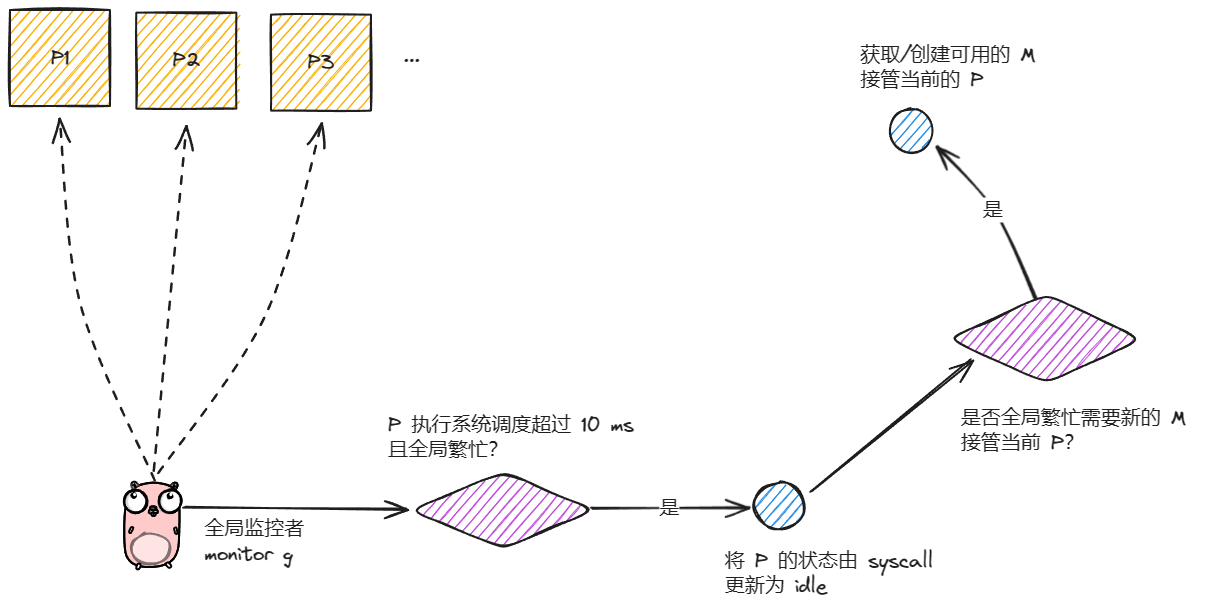 P1
P2
P3
...
获取/创建可用的 M
接管当前的 P
是
是否全局繁忙需要新的 M
接管当前 P?
P 执行系统调度超过 10 ms
且全局繁忙?
是
全局监控者
monitor g
将 P 的状态由 syscall
更新为 idle